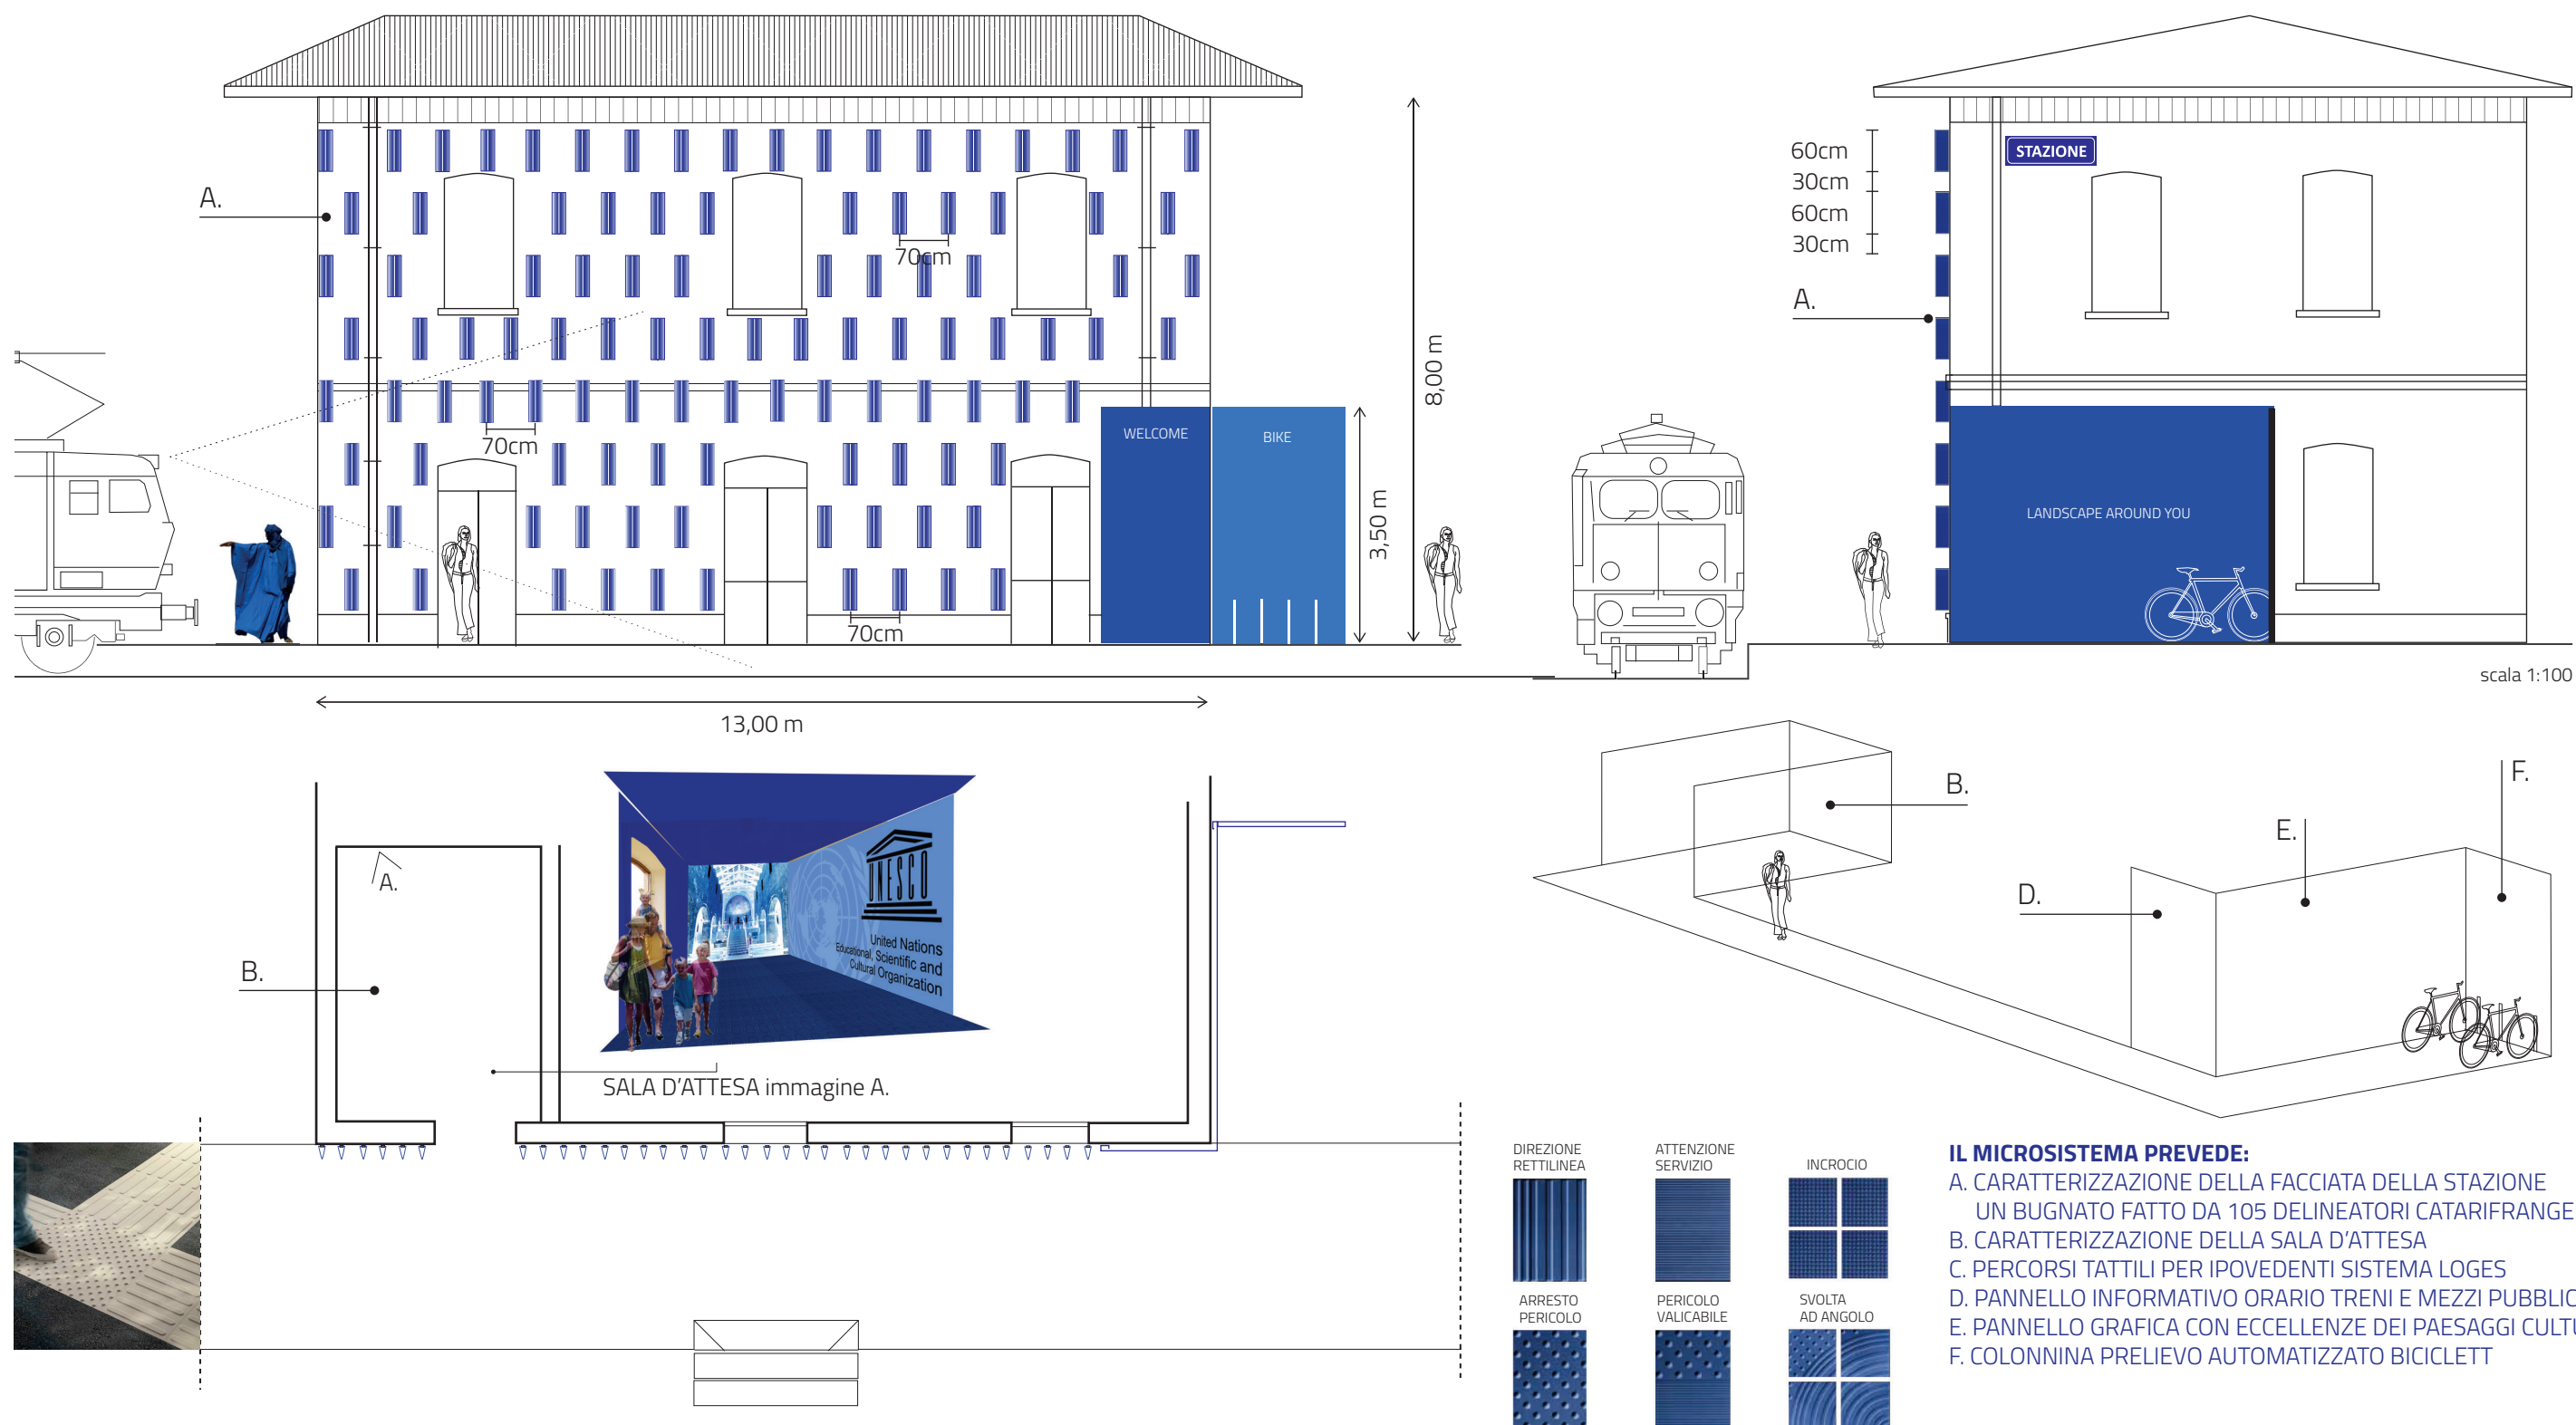 A.
70cm
70cm
70cm
WELCOME
BIKE
3,50 m
8,00 m
13,00 m
60cm
30cm
60cm
30cm
A.
STAZIONE
LANDSCAPE AROUND YOU
scala 1:100
A.
B.
UNESCO
United Nations
Educational, Scientific and
Cultural Organization
SALA D'ATTESA immagine A.
B.
D.
E.
F.
DIREZIONE
RETTILINEA
ATTENZIONE
SERVIZIO
INCROCIO
ARRESTO
PERICOLO
PERICOLO
VALICABILE
SVOLTA
AD ANGOLO
IL MICROSISTEMA PREVEDE:
A. CARATTERIZZAZIONE DELLA FACCIATA DELLA STAZIONE
UN BUGNATO FATTO DA 105 DELINEATORI CATARIFRANGE
B. CARATTERIZZAZIONE DELLA SALA D'ATTESA
C. PERCORSI TATTILI PER IPOVEDENTI SISTEMA LOGES
D. PANNELLO INFORMATIVO ORARIO TRENI E MEZZI PUBBLIC
E. PANNELLO GRAFICA CON ECCELLENZE DEI PAESAGGI CULTU
F. COLONNINA PRELIEVO AUTOMATIZZATO BICICLETT